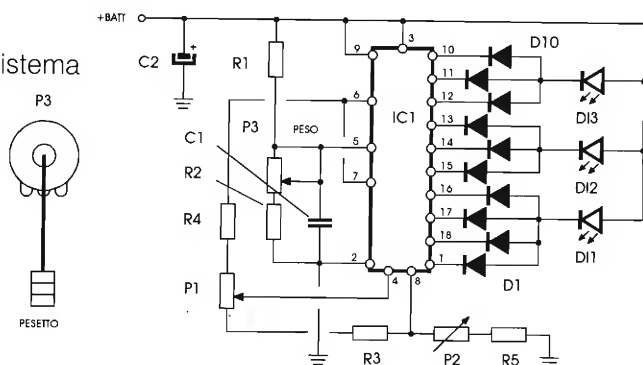 +BATT
istema
P3
PESETTO
C2
R1
P3
PESO
C1
R2
R4
P1
IC1
3
9
6
5
7
2
4
8
10
11
12
13
14
15
16
17
18
1
D10
D1
DI3
DI2
DI1
R3
P2
R5